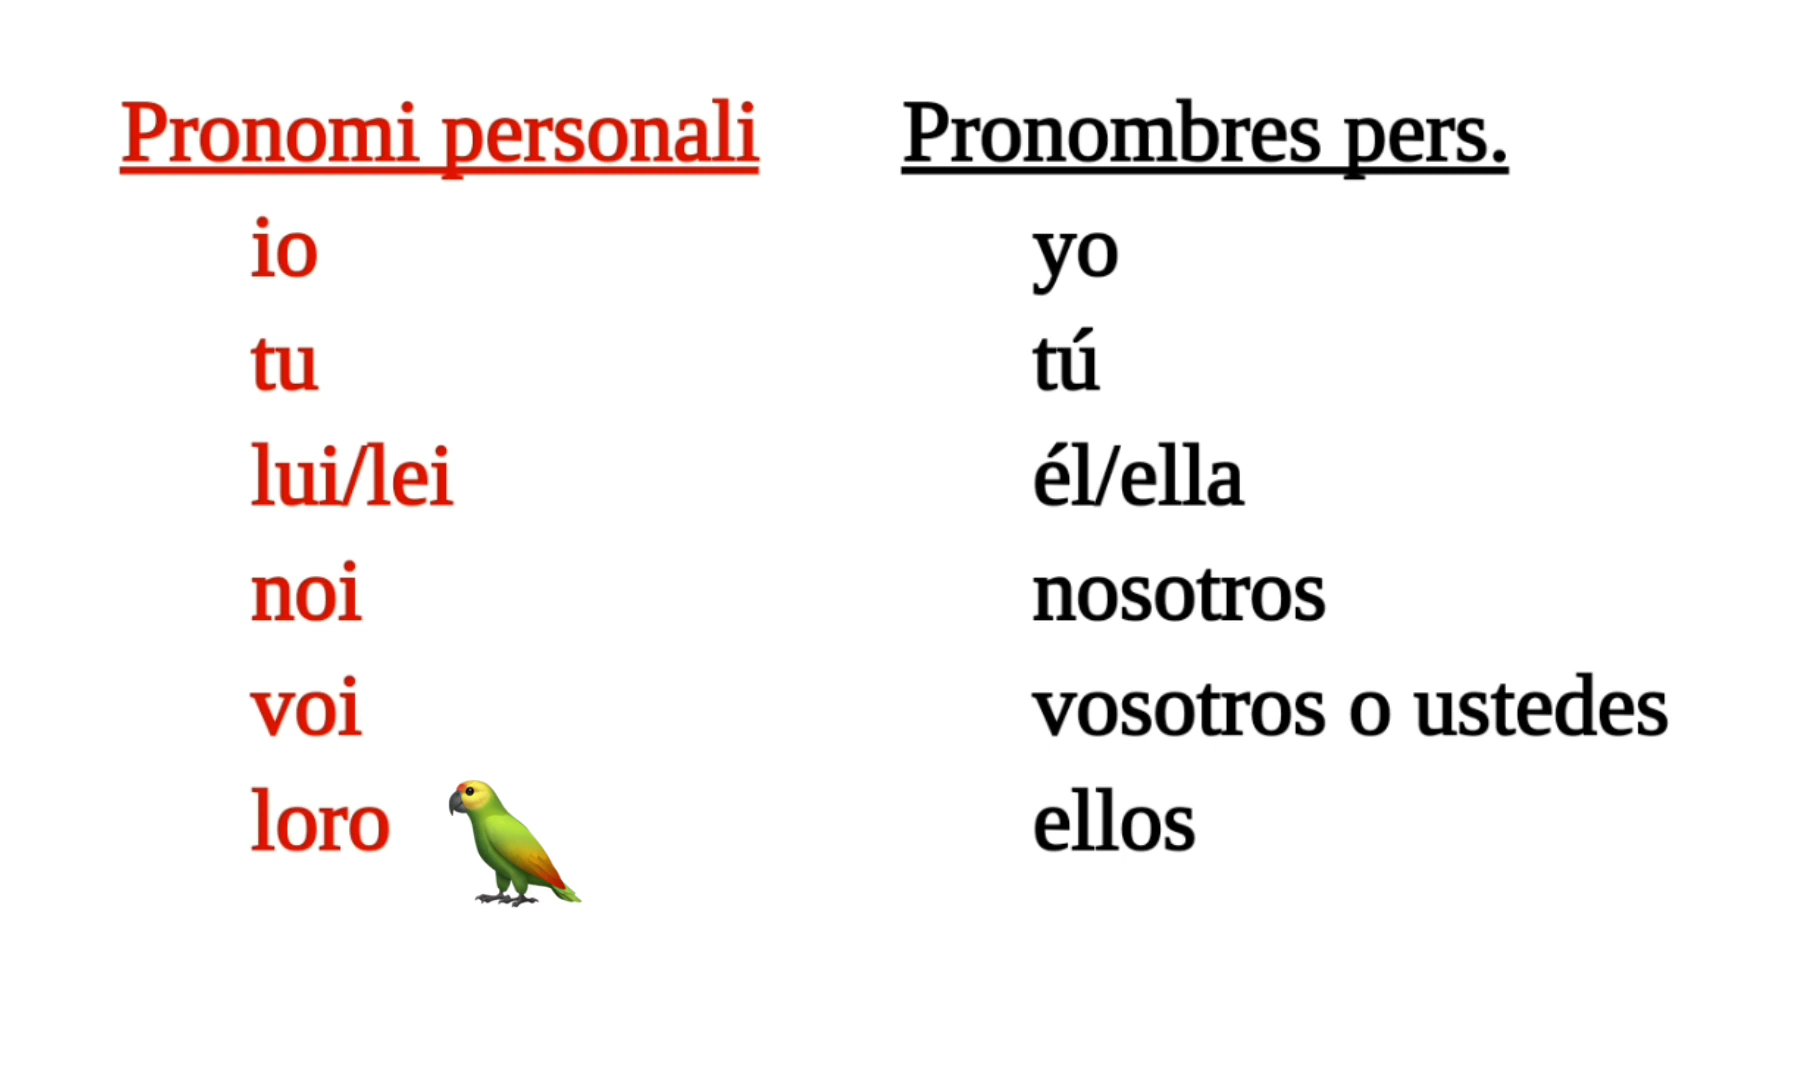 Pronomi personali
io
tu
lui/lei
noi
voi
loro
Pronombres pers.
yo
tú
él/ella
nosotros
vosotros o ustedes
ellos